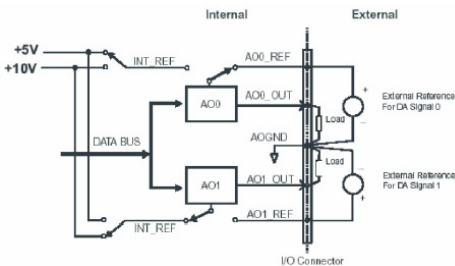 Internal External
+5V
+10V
INT_REF
AO0_REF
AO0
AO0_OUT
+
External Reference
For DA Signal 0
–
Load
DATA BUS
AOGND
Load
–
AO1
AO1_OUT
External Reference
For DA Signal 1
+
INT_REF
AO1_REF
I/O Connector